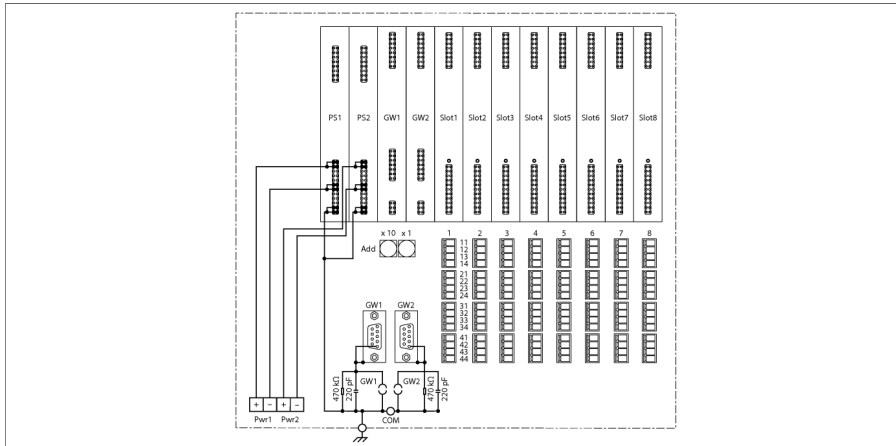 PS1 PS2 GW1 GW2 Slot1 Slot2 Slot3 Slot4 Slot5 Slot6 Slot7 Slot8
x 10 x 1
Add
1 2 3 4 5 6 7 8
11
12
13
14
21
22
23
24
31
32
33
34
41
42
43
44
GW1 GW2
470 kΩ 220 pF GW1 GW2 470 kΩ 220 pF
+ − + −
Pwr1 Pwr2
COM